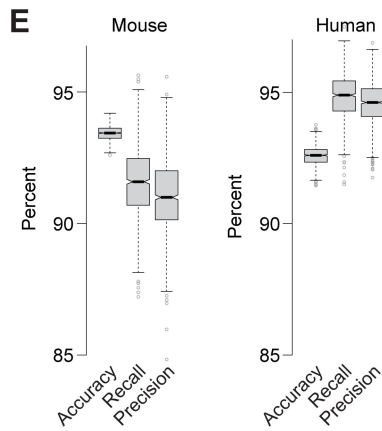 E
Mouse
Human
Percent
95
90
85
Accuracy
Recall
Precision
Percent
95
90
85
Accuracy
Recall
Precision